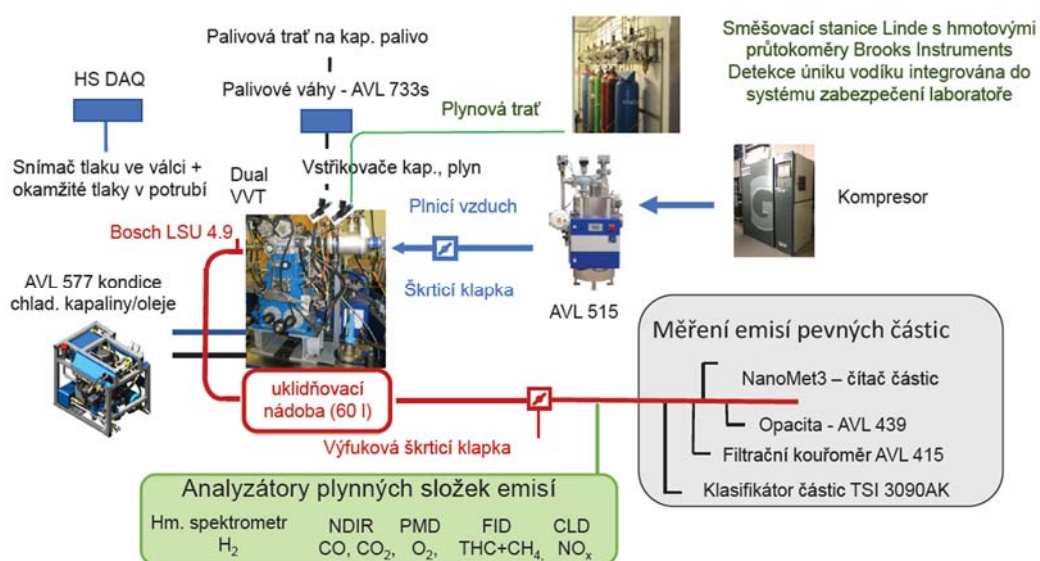 Palivová trať na kap. palivo
HS DAQ
Palivové váhy - AVL 733s
Plynová trať
Směšovací stanice Linde s hmotovými
průtokoměry Brooks Instruments
Detekce úniku vodíku integrována do
systému zabezpečení laboratoře
Snímač tlaku ve válci +
okamžité tlaky v potrubí
Dual
VVT
Vstřikovače kap., plyn
Plnicí vzduch
Kompresor
Bosch LSU 4.9
Škrticí klapka
AVL 515
AVL 577 kondice
chlad. kapaliny/oleje
Měření emisí pevných částic
NanoMet3 – čítač částic
uklidňovací
nádoba (60 l)
Opacita - AVL 439
Výfuková škrticí klapka
Filtrační kouřoměr AVL 415
Klasifikátor částic TSI 3090AK
Analyzátory plynných složek emisí
Hm. spektrometr NDIR PMD FID CLD
H₂ CO, CO₂, O₂, THC+CH₄, NOₓ